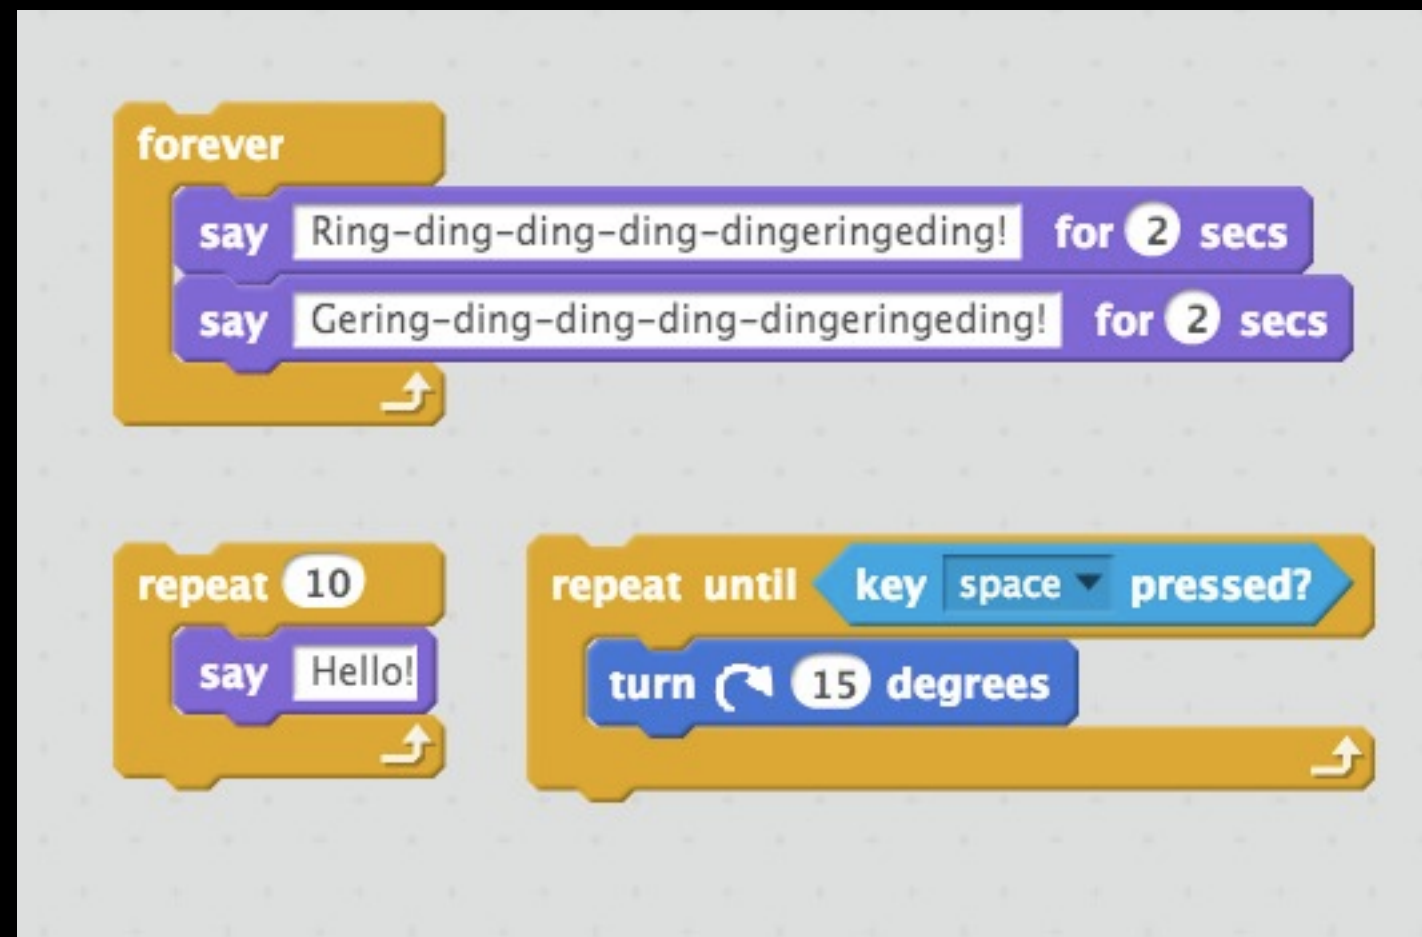 forever
say Ring-ding-ding-ding-dingeringeding! for 2 secs
say Gering-ding-ding-ding-dingeringeding! for 2 secs
repeat 10
say Hello!
repeat until key space pressed?
turn 15 degrees